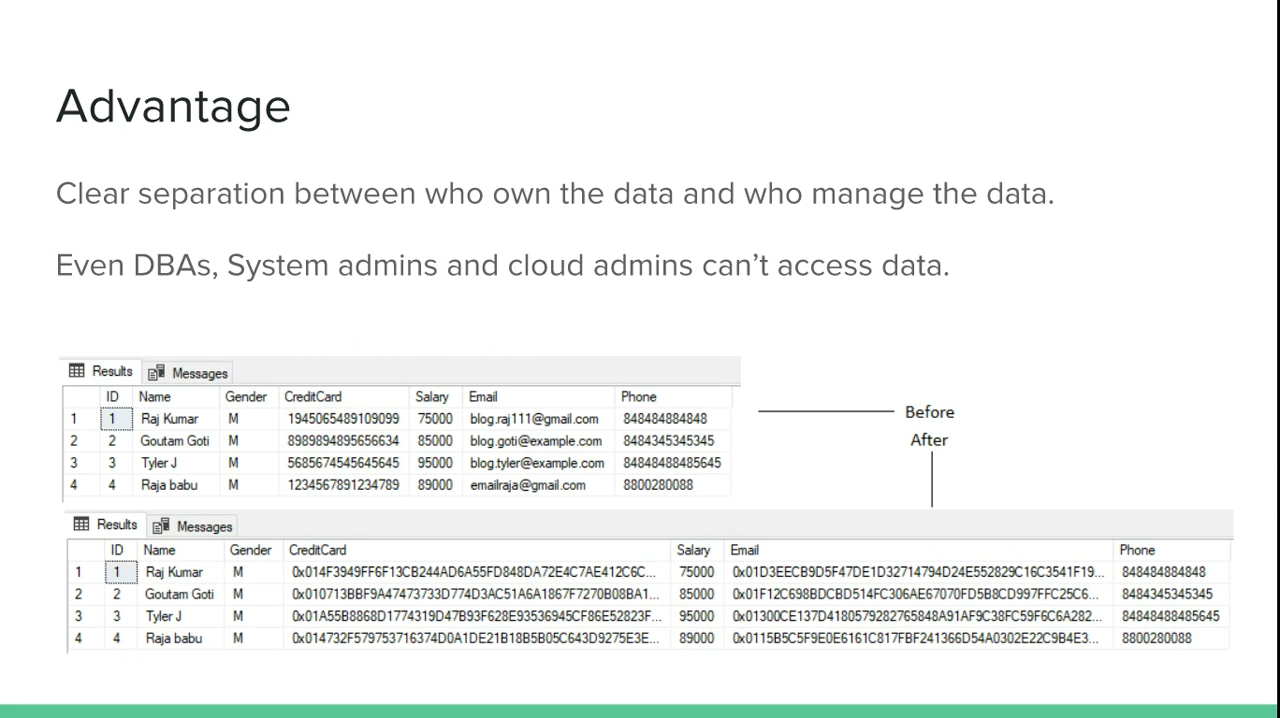 Advantage
Clear separation between who own the data and who manage the data.
Even DBAs, System admins and cloud admins can’t access data.
Results Messages
ID Name Gender CreditCard Salary Email Phone
1 1 Raj Kumar M 1945065489109099 75000 blog.raj111@gmail.com 848484884848
2 2 Goutam Goti M 8989894895656634 85000 blog.goti@example.com 8484345345345
3 3 Tyler J M 5685674545645645 95000 blog.tyler@example.com 84848488485645
4 4 Raja babu M 1234567891234789 89000 emailraja@gmail.com 8800280088
Before
After
Results Messages
ID Name Gender CreditCard Salary Email Phone
1 1 Raj Kumar M 0x014F3949FF6F13CB244AD6A55FD848DA72E4C7AE412C6C... 75000 0x01D3EECB9D5F47DE1D32714794D24E552829C16C3541F19... 848484884848
2 2 Goutam Goti M 0x010713BBF9A47473733D774D3AC51A6A1867F7270B08BA1... 85000 0x01F12C698BDCBD514FC306AE67070FD5B8CD997FFC25C6... 8484345345345
3 3 Tyler J M 0x01A55B8868D1774319D47B93F628E93536945CF86E52823F... 95000 0x01300CE137D4180579282765848A91AF9C38FC59F6C6A282... 84848488485645
4 4 Raja babu M 0x014732F579753716374D0A1DE21B18B5B05C643D9275E3E... 89000 0x0115B5C5F9E0E6161C817FBF241366D54A0302E22C9B4E3... 8800280088